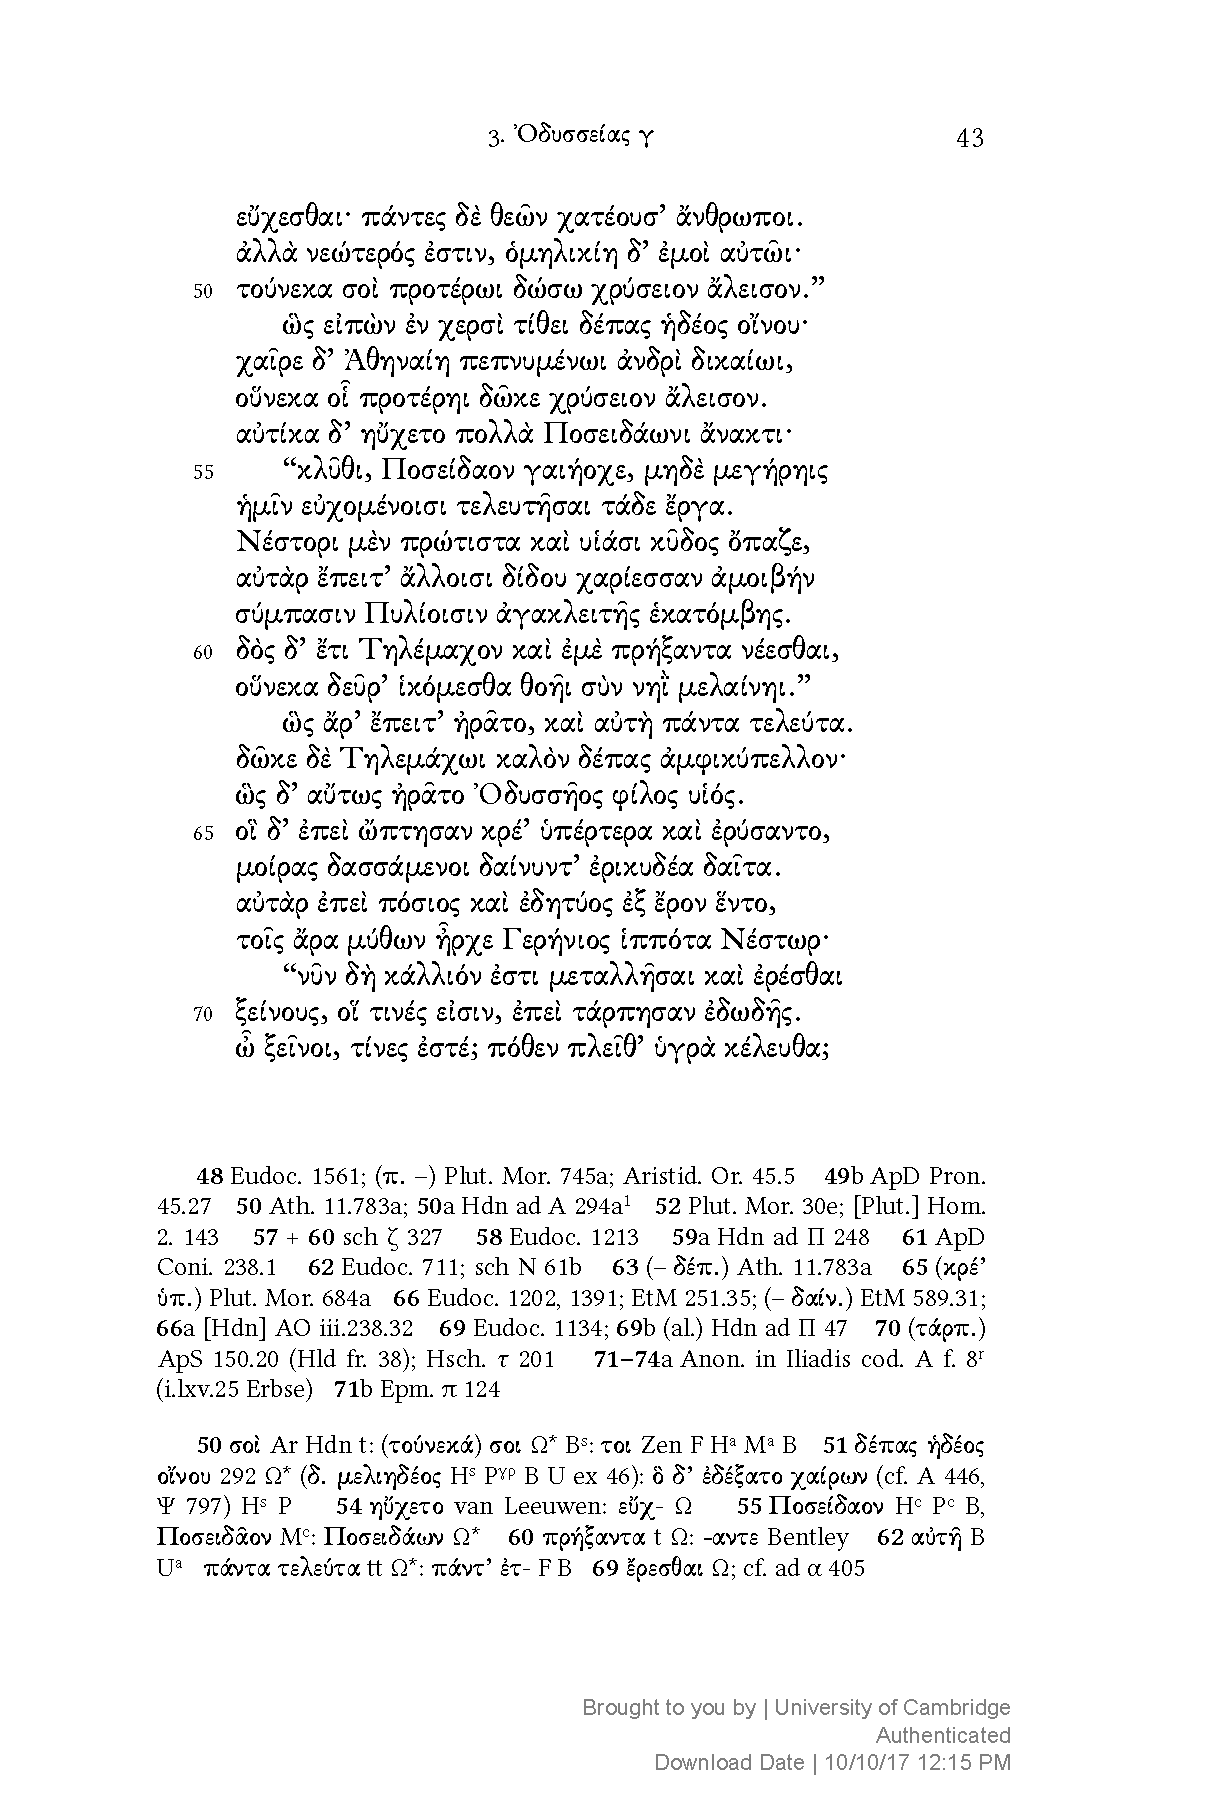 3. Ὀδυσσείας γ 43
εὔχεσθαι· πάντες δὲ θεῶν χατέουσ’ ἄνθρωποι.
ἀλλὰ νεώτερός ἐστιν, ὁμηλικίη δ’ ἐμοὶ αὐτῶι·
50 τούνεκα σοὶ προτέρωι δώσω χρύσειον ἄλεισον.”
ὣς εἰπὼν ἐν χερσὶ τίθει δέπας ἡδέος οἴνου·
χαῖρε δ’ Ἀθηναίη πεπνυμένωι ἀνδρὶ δικαίωι,
οὕνεκα οἷ προτέρηι δῶκε χρύσειον ἄλεισον.
αὐτίκα δ’ ηὔχετο πολλὰ Ποσειδάωνι ἄνακτι·
55 “κλῦθι, Ποσείδαον γαιήοχε, μηδὲ μεγήρηις
ἡμῖν εὐχομένοισι τελευτῆσαι τάδε ἔργα.
Νέστορι μὲν πρώτιστα καὶ υἱάσι κῦδος ὄπαζε,
αὐτὰρ ἔπειτ’ ἄλλοισι δίδου χαρίεσσαν ἀμοιβήν
σύμπασιν Πυλίοισιν ἀγακλειτῆς ἑκατόμβης.
60 δὸς δ’ ἔτι Τηλέμαχον καὶ ἐμὲ πρήξαντα νέεσθαι,
οὕνεκα δεῦρ’ ἱκόμεσθα θοῆι σὺν νηῒ μελαίνηι.”
ὣς ἄρ’ ἔπειτ’ ἠρᾶτο, καὶ αὐτὴ πάντα τελεύτα.
δῶκε δὲ Τηλεμάχωι καλὸν δέπας ἀμφικύπελλον·
ὣς δ’ αὔτως ἠρᾶτο Ὀδυσσῆος φίλος υἱός.
65 οἳ δ’ ἐπεὶ ὤπτησαν κρέ’ ὑπέρτερα καὶ ἐρύσαντο,
μοίρας δασσάμενοι δαίνυντ’ ἐρικυδέα δαῖτα.
αὐτὰρ ἐπεὶ πόσιος καὶ ἐδητύος ἐξ ἔρον ἕντο,
τοῖς ἄρα μύθων ἦρχε Γερήνιος ἱππότα Νέστωρ·
“νῦν δὴ κάλλιόν ἐστι μεταλλῆσαι καὶ ἐρέσθαι
70 ξείνους, οἵ τινές εἰσιν, ἐπεὶ τάρπησαν ἐδωδῆς.
ὦ ξεῖνοι, τίνες ἐστέ; πόθεν πλεῖθ’ ὑγρὰ κέλευθα;
48 Eudoc. 1561; (π. –) Plut. Mor. 745a; Aristid. Or. 45.5 49b ApD Pron.
45.27 50 Ath. 11.783a; 50a Hdn ad A 294a¹ 52 Plut. Mor. 30e; [Plut.] Hom.
2. 143 57 + 60 sch ζ 327 58 Eudoc. 1213 59a Hdn ad Π 248 61 ApD
Coni. 238.1 62 Eudoc. 711; sch N 61b 63 (– δέπ.) Ath. 11.783a 65 (κρέ’
ὑπ.) Plut. Mor. 684a 66 Eudoc. 1202, 1391; EtM 251.35; (– δαίν.) EtM 589.31;
66a [Hdn] AO iii.238.32 69 Eudoc. 1134; 69b (al.) Hdn ad Π 47 70 (τάρπ.)
ApS 150.20 (Hld fr. 38); Hsch. τ 201 71–74a Anon. in Iliadis cod. A f. 8ʳ
(i.lxv.25 Erbse) 71b Epm. π 124
50 σοὶ Ar Hdn t: (τούνεκά) σοι Ω* Bˢ: τοι Zen F Hᵃ Mᵃ B 51 δέπας ἡδέος
οἴνου 292 Ω* (δ. μελιηδέος Hˢ Pᵞᵖ B U ex 46): ὃ δ’ ἐδέξατο χαίρων (cf. A 446,
Ψ 797) Hˢ P 54 ηὔχετο van Leeuwen: εὔχ- Ω 55 Ποσείδαον Hᶜ Pᶜ B,
Ποσειδᾶον Mᶜ: Ποσειδάων Ω* 60 πρήξαντα t Ω: -αντε Bentley 62 αὐτῆ B
Uᵃ πάντα τελεύτα tt Ω*: πάντ’ ἐτ- F B 69 ἔρεσθαι Ω; cf. ad α 405
Brought to you by | University of Cambridge
Authenticated
Download Date | 10/10/17 12:15 PM